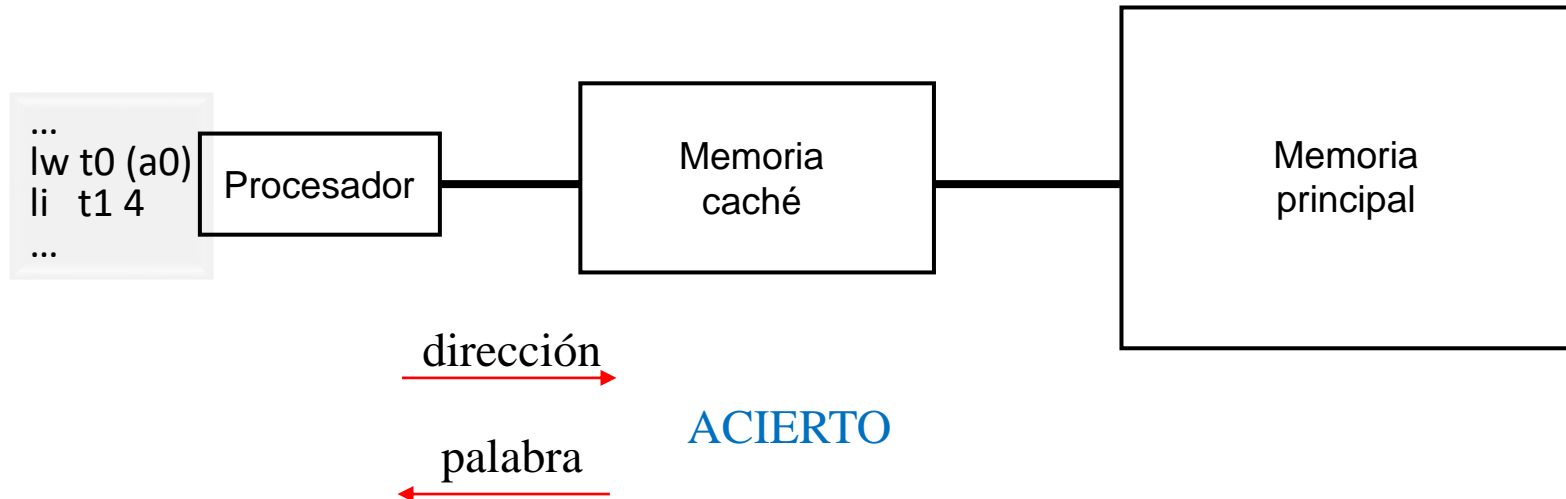 ...
lw t0 (a0)
li t1 4
...
Procesador
Memoria
caché
Memoria
principal
dirección
ACIERTO
palabra